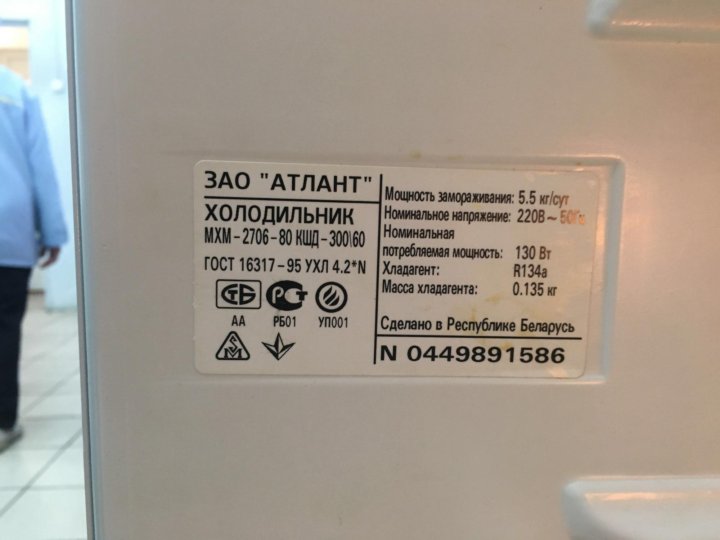 ЗАО "АТЛАНТ"
ХОЛОДИЛЬНИК
МХМ-2706-80 КШД-300\60
ГОСТ 16317-95 УХЛ 4.2*N
СТБ РСТ
АА РБ01 УП001
Мощность замораживания: 5.5 кг/сут
Номинальное напряжение: 220В ~ 50Гц
Номинальная
потребляемая мощность: 130 Вт
Хладагент: R134a
Масса хладагента: 0.135 кг
Сделано в Республике Беларусь
N 0449891586